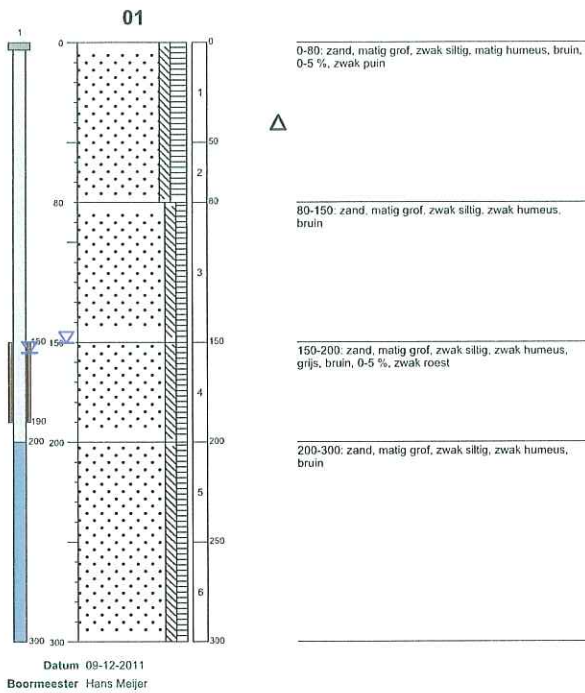 01
1
0
0
0-80: zand, matig grof, zwak siltig, matig humeus, bruin,
0-5 %, zwak puin
1
50
2
80
80
80-150: zand, matig grof, zwak siltig, zwak humeus,
bruin
3
150
150
150
150-200: zand, matig grof, zwak siltig, zwak humeus,
grijs, bruin, 0-5 %, zwak roest
4
190
200
200
200
200-300: zand, matig grof, zwak siltig, zwak humeus,
bruin
5
250
6
300
300
300
Datum 09-12-2011
Boormeester Hans Meijer